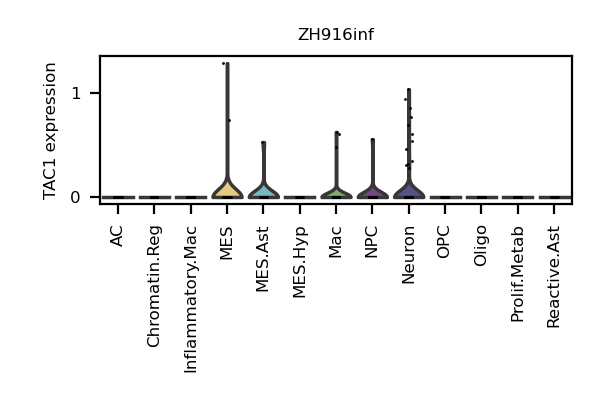 ZH916inf
TAC1 expression
1
0
AC
Chromatin.Reg
Inflammatory.Mac
MES
MES.Ast
MES.Hyp
Mac
NPC
Neuron
OPC
Oligo
Prolif.Metab
Reactive.Ast